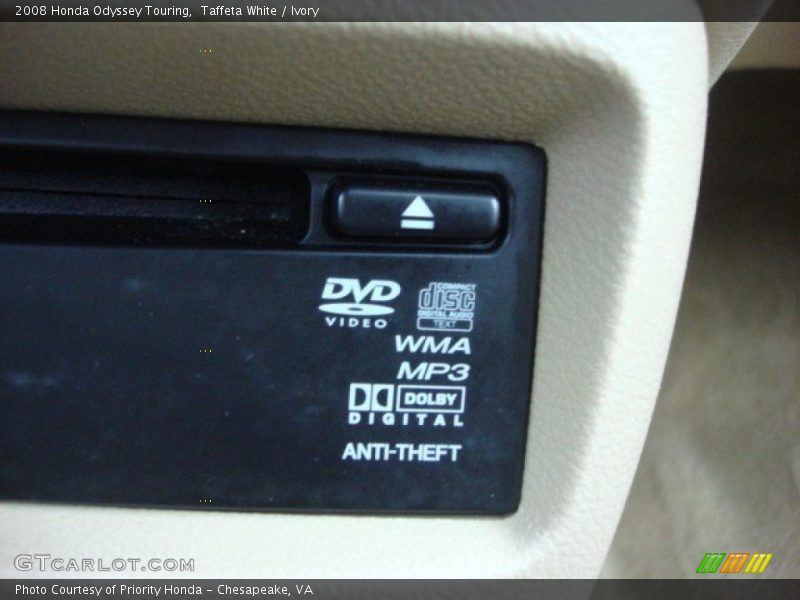 2008 Honda Odyssey Touring,  Taffeta White / Ivory
DVD
VIDEO
COMPACT
disc
DIGITAL AUDIO
TEXT
WMA
MP3
DOLBY
DIGITAL
ANTI-THEFT
GTCARLOT.COM
Photo Courtesy of Priority Honda - Chesapeake, VA